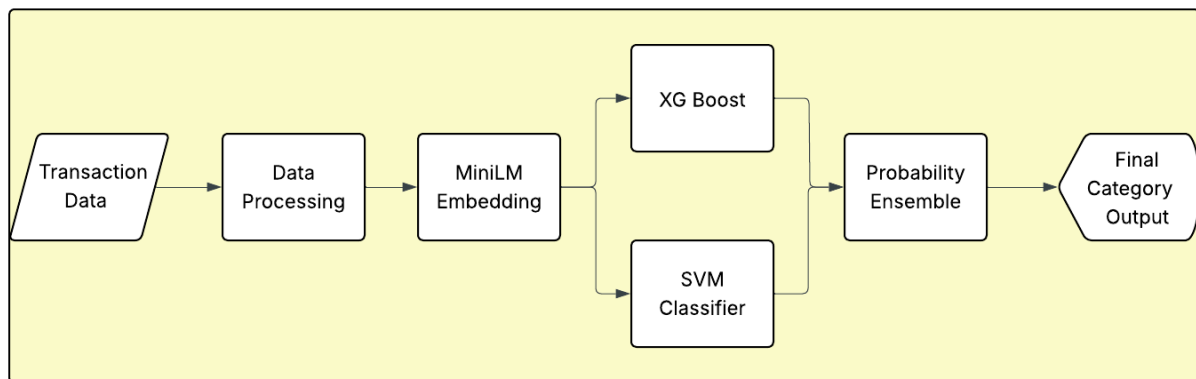 Transaction
Data
Data
Processing
MiniLM
Embedding
XG Boost
SVM
Classifier
Probability
Ensemble
Final
Category
Output